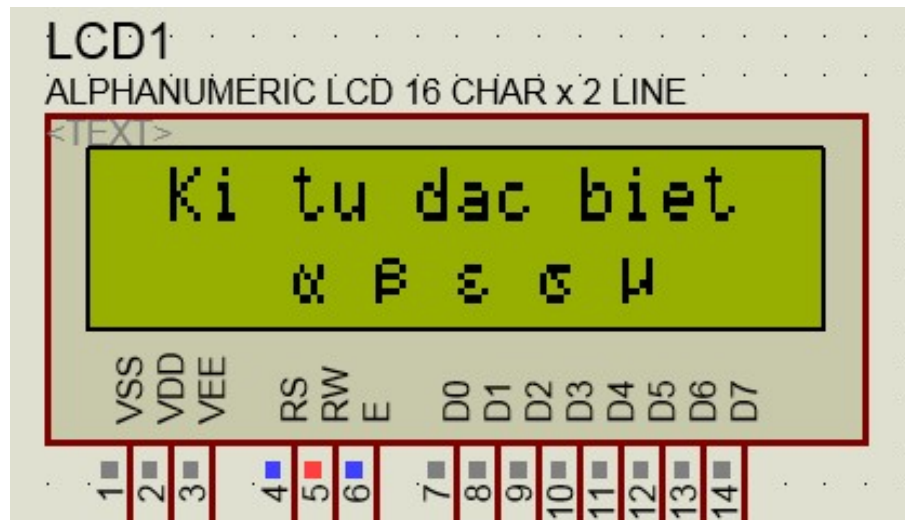 LCD1
ALPHANUMERIC LCD 16 CHAR x 2 LINE
<TEXT>
Ki tu dac biet
α β ε σ μ
VSS VDD VEE RS RW E D0 D1 D2 D3 D4 D5 D6 D7
1 2 3 4 5 6 7 8 9 10 11 12 13 14